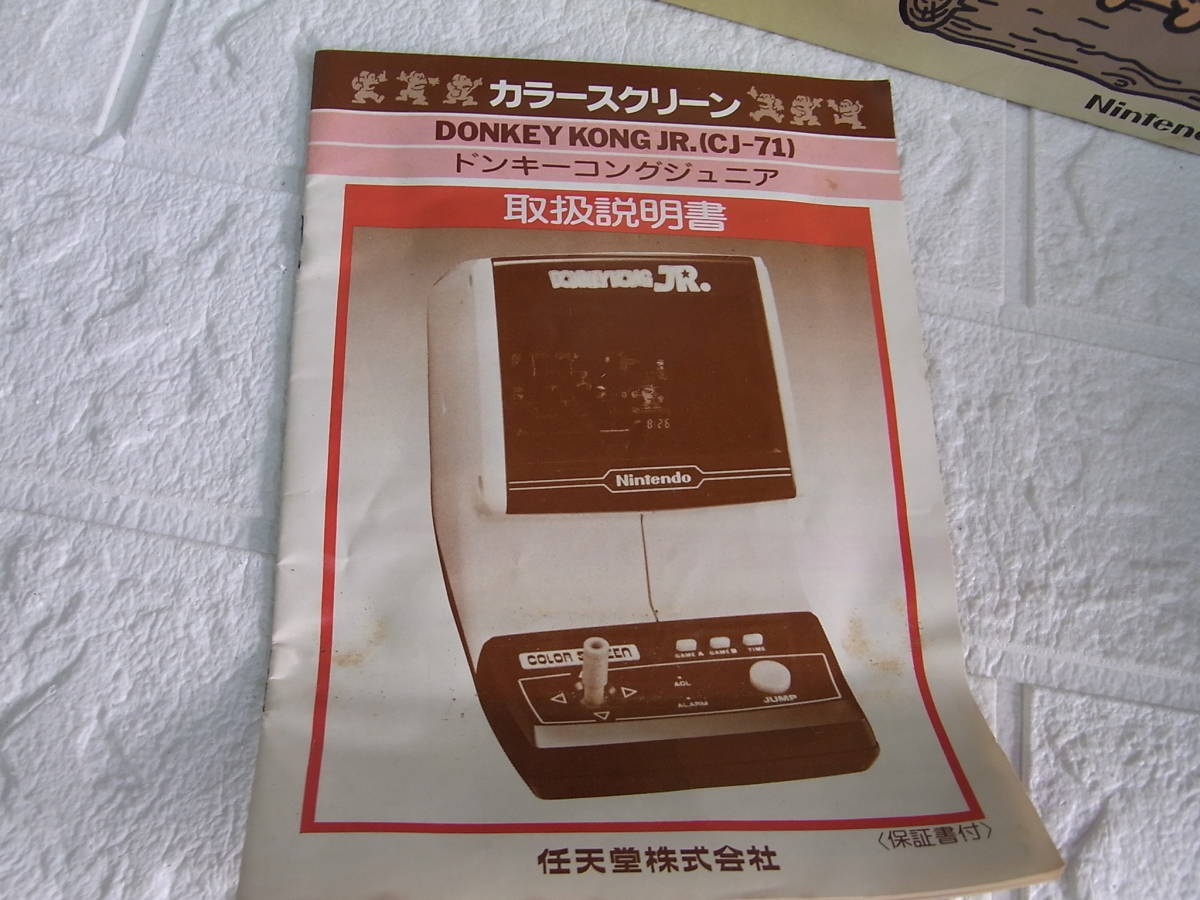 カラースクリーン
DONKEY KONG JR.(CJ-71)
ドンキーコングジュニア
取扱説明書
DONKEY KONG JR.
8:26
Nintendo
COLOR SCREEN
GAME A GAME B TIME
ACL
ALARM
JUMP
〈保証書付〉
任天堂株式会社
Nintendo